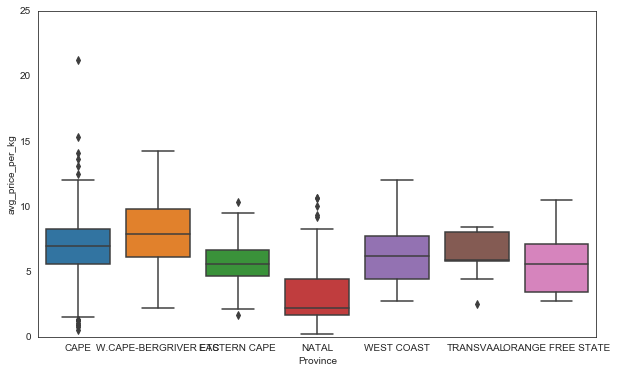 25
20
15
10
5
0
avg_price_per_kg
CAPE W.CAPE-BERGRIVER ETC EASTERN CAPE NATAL WEST COAST TRANSVAAL ORANGE FREE STATE
Province